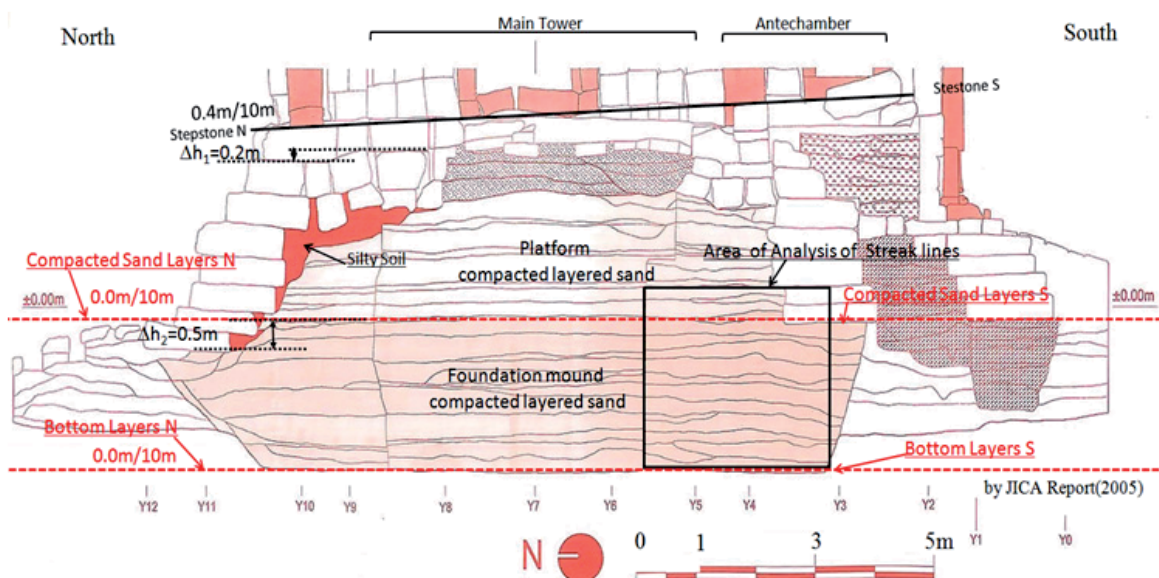 Main Tower
Antechamber
North
South
Y7
Stestone S
0.4m/10m
Stepstone N
Δh1=0.2m
Platform
compacted layered sand
Area of Analysis of Streak lines
Silty Soil
Compacted Sand Layers N
0.0m/10m
Compacted Sand Layers S
±0.00m
±0.00m
Δh2=0.5m
Foundation mound
compacted layered sand
Bottom Layers N
0.0m/10m
Bottom Layers S
by JICA Report(2005)
Y12 Y11 Y10 Y9 Y8 Y7 Y6 Y5 Y4 Y3 Y2 Y1 Y0
N 0 1 3 5m